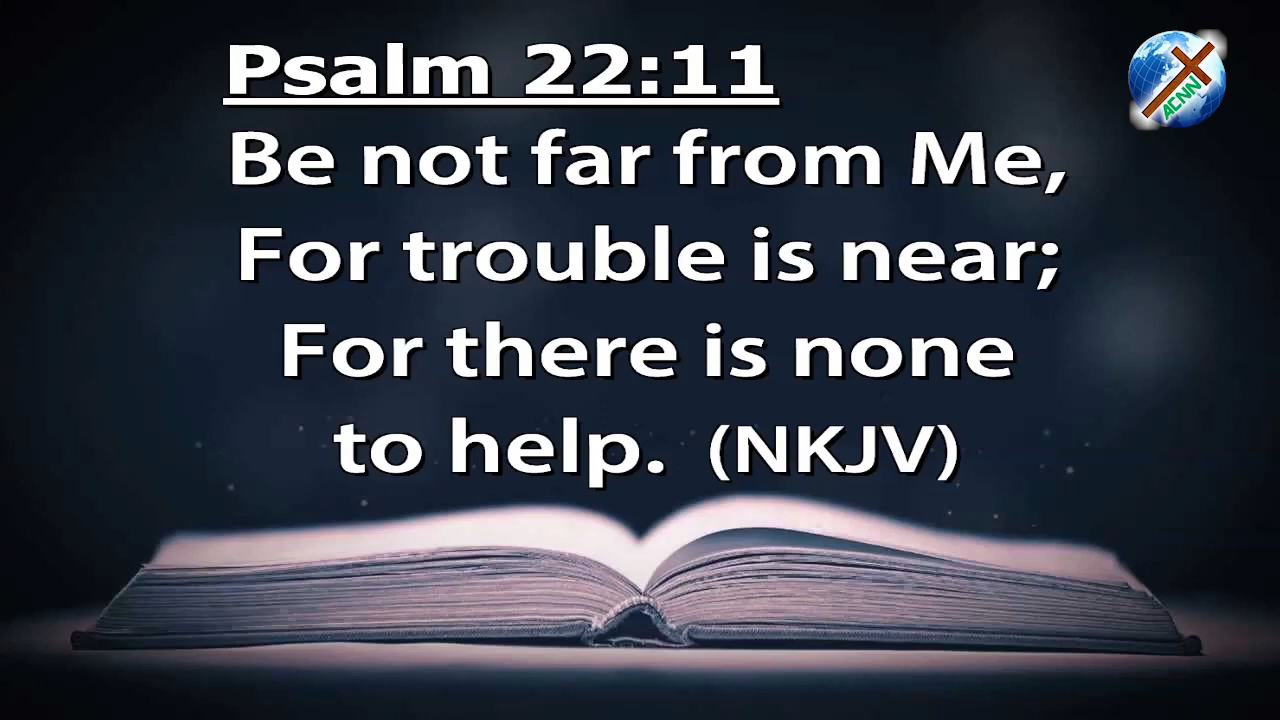 Psalm 22:11
Be not far from Me,
For trouble is near;
For there is none
to help. (NKJV)
ACNN